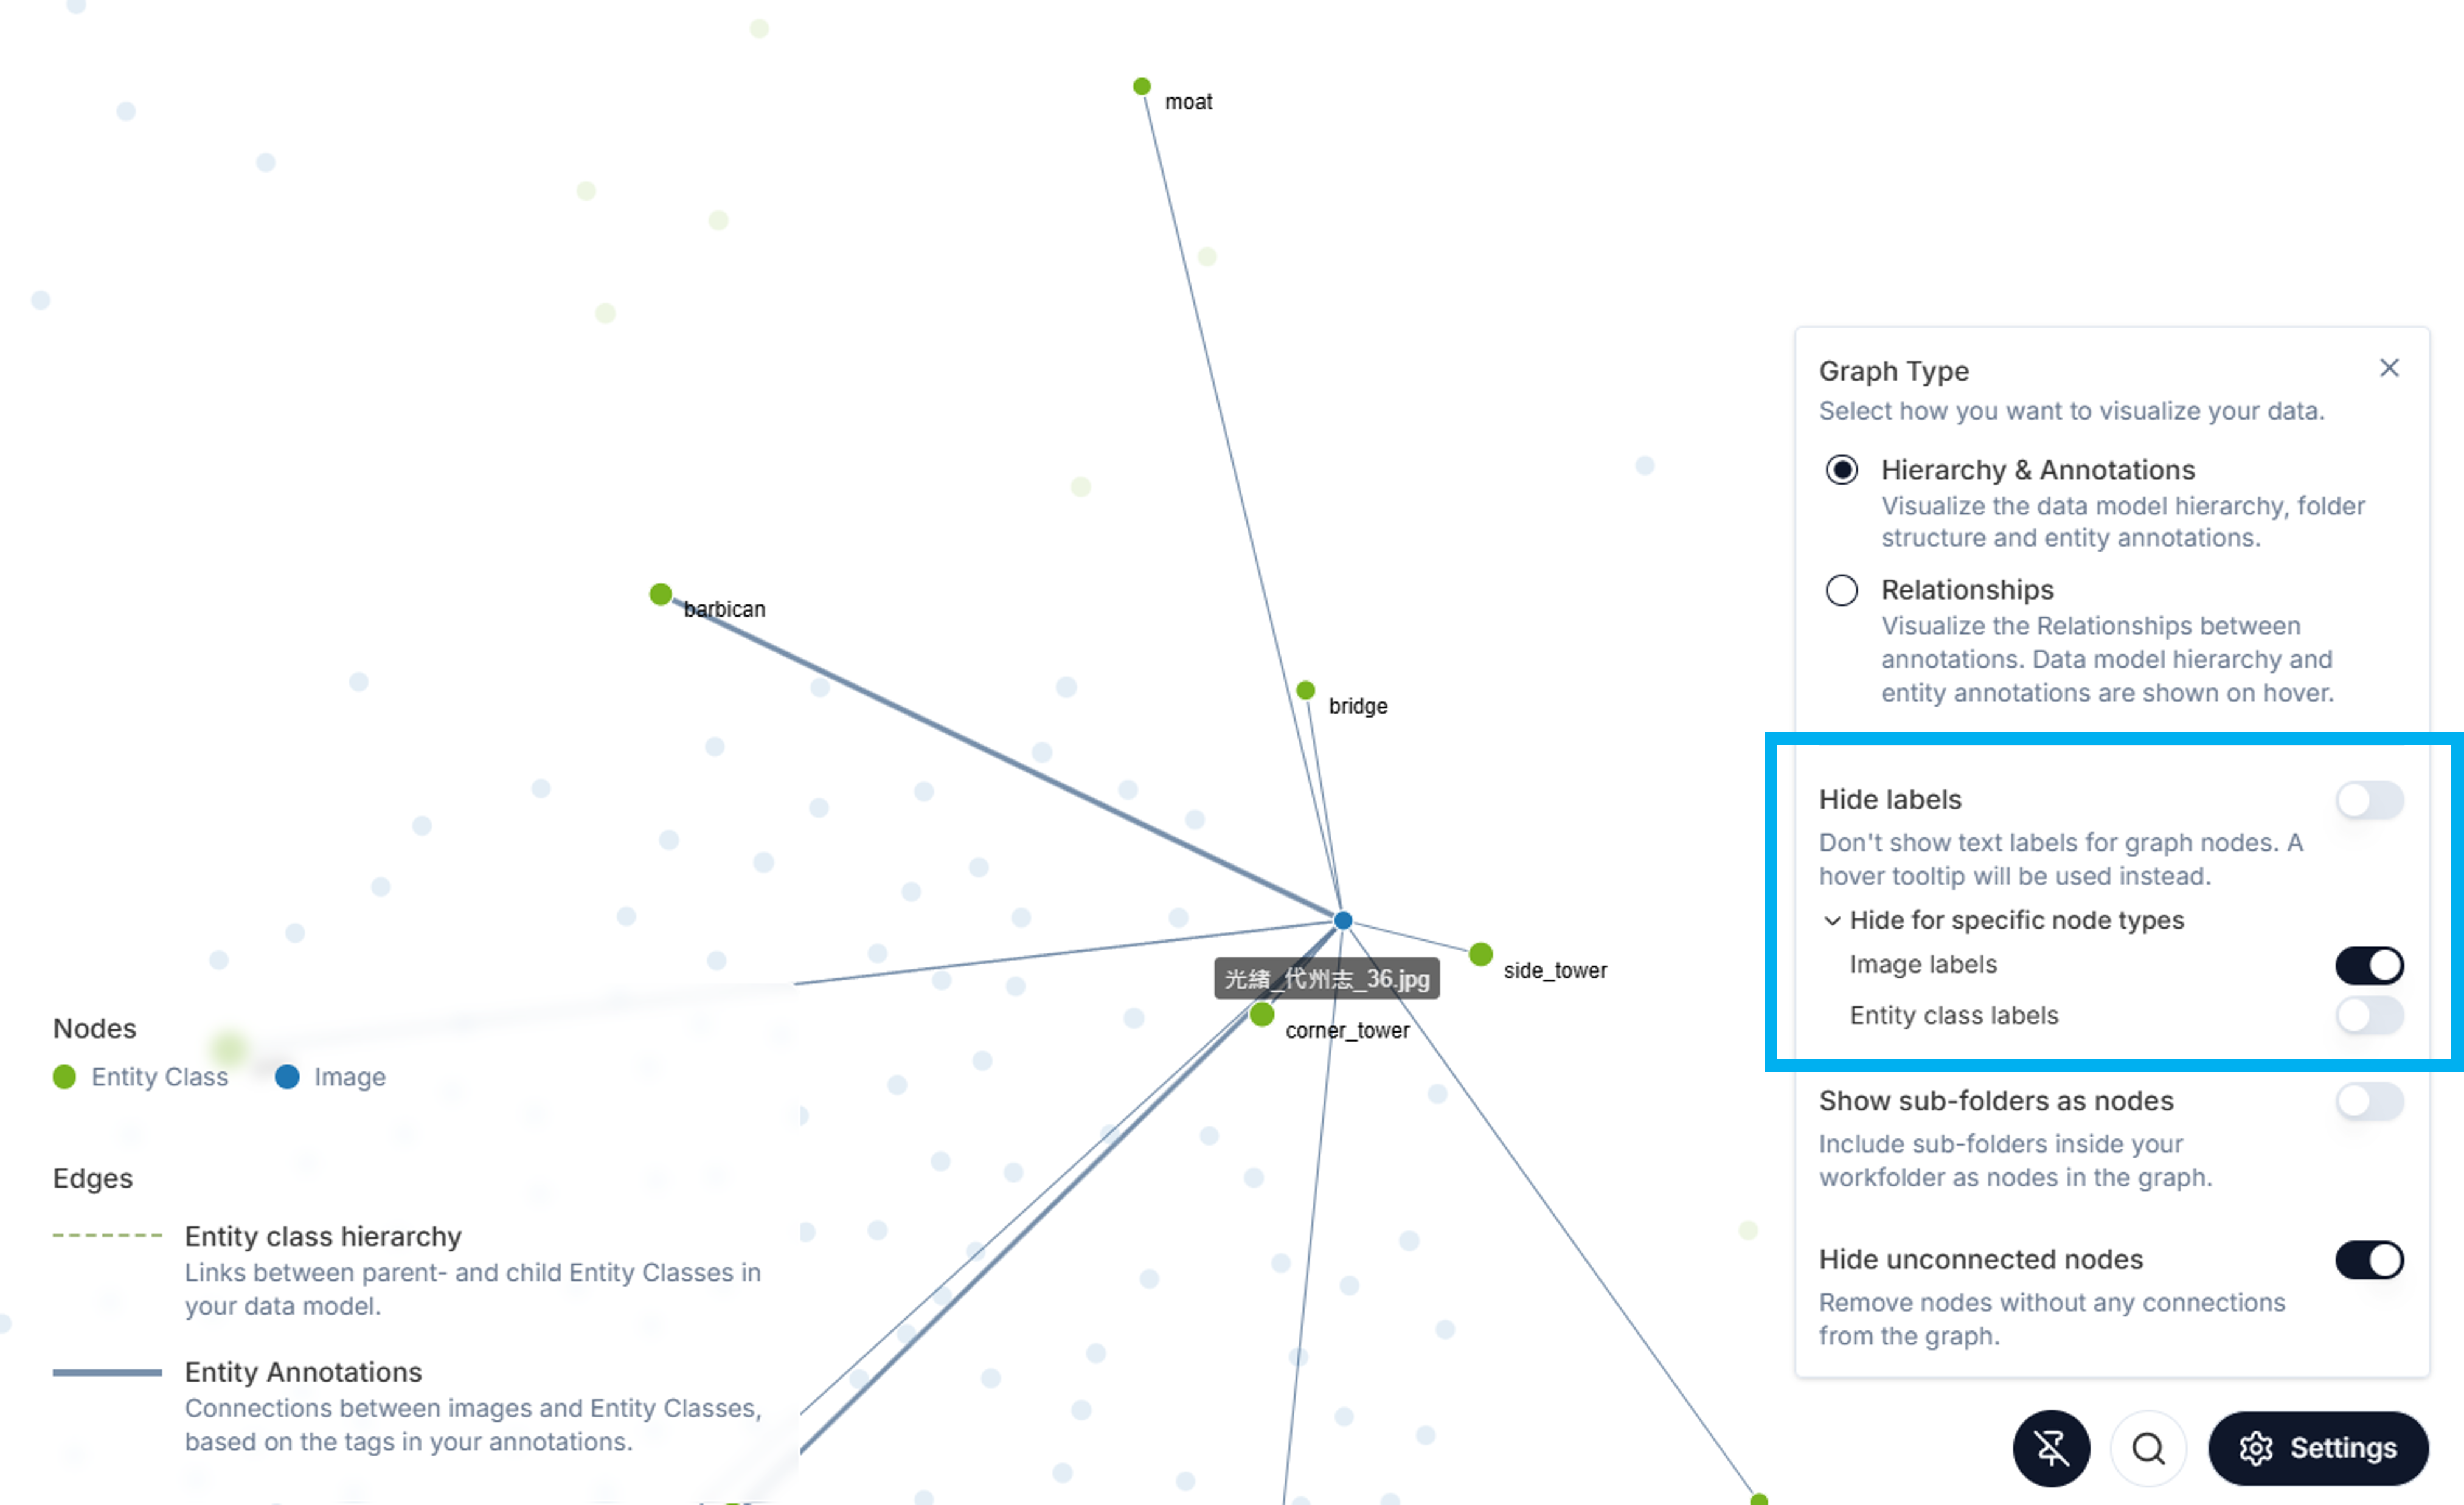 moat
barbican
bridge
side_tower
光緒_代州志_36.jpg
corner_tower
Nodes
Entity Class
Image
Edges
Entity class hierarchy
Links between parent- and child Entity Classes in
your data model.
Entity Annotations
Connections between images and Entity Classes,
based on the tags in your annotations.
Graph Type
Select how you want to visualize your data.
Hierarchy & Annotations
Visualize the data model hierarchy, folder
structure and entity annotations.
Relationships
Visualize the Relationships between
annotations. Data model hierarchy and
entity annotations are shown on hover.
Hide labels
Don't show text labels for graph nodes. A
hover tooltip will be used instead.
Hide for specific node types
Image labels
Entity class labels
Show sub-folders as nodes
Include sub-folders inside your
workfolder as nodes in the graph.
Hide unconnected nodes
Remove nodes without any connections
from the graph.
Settings